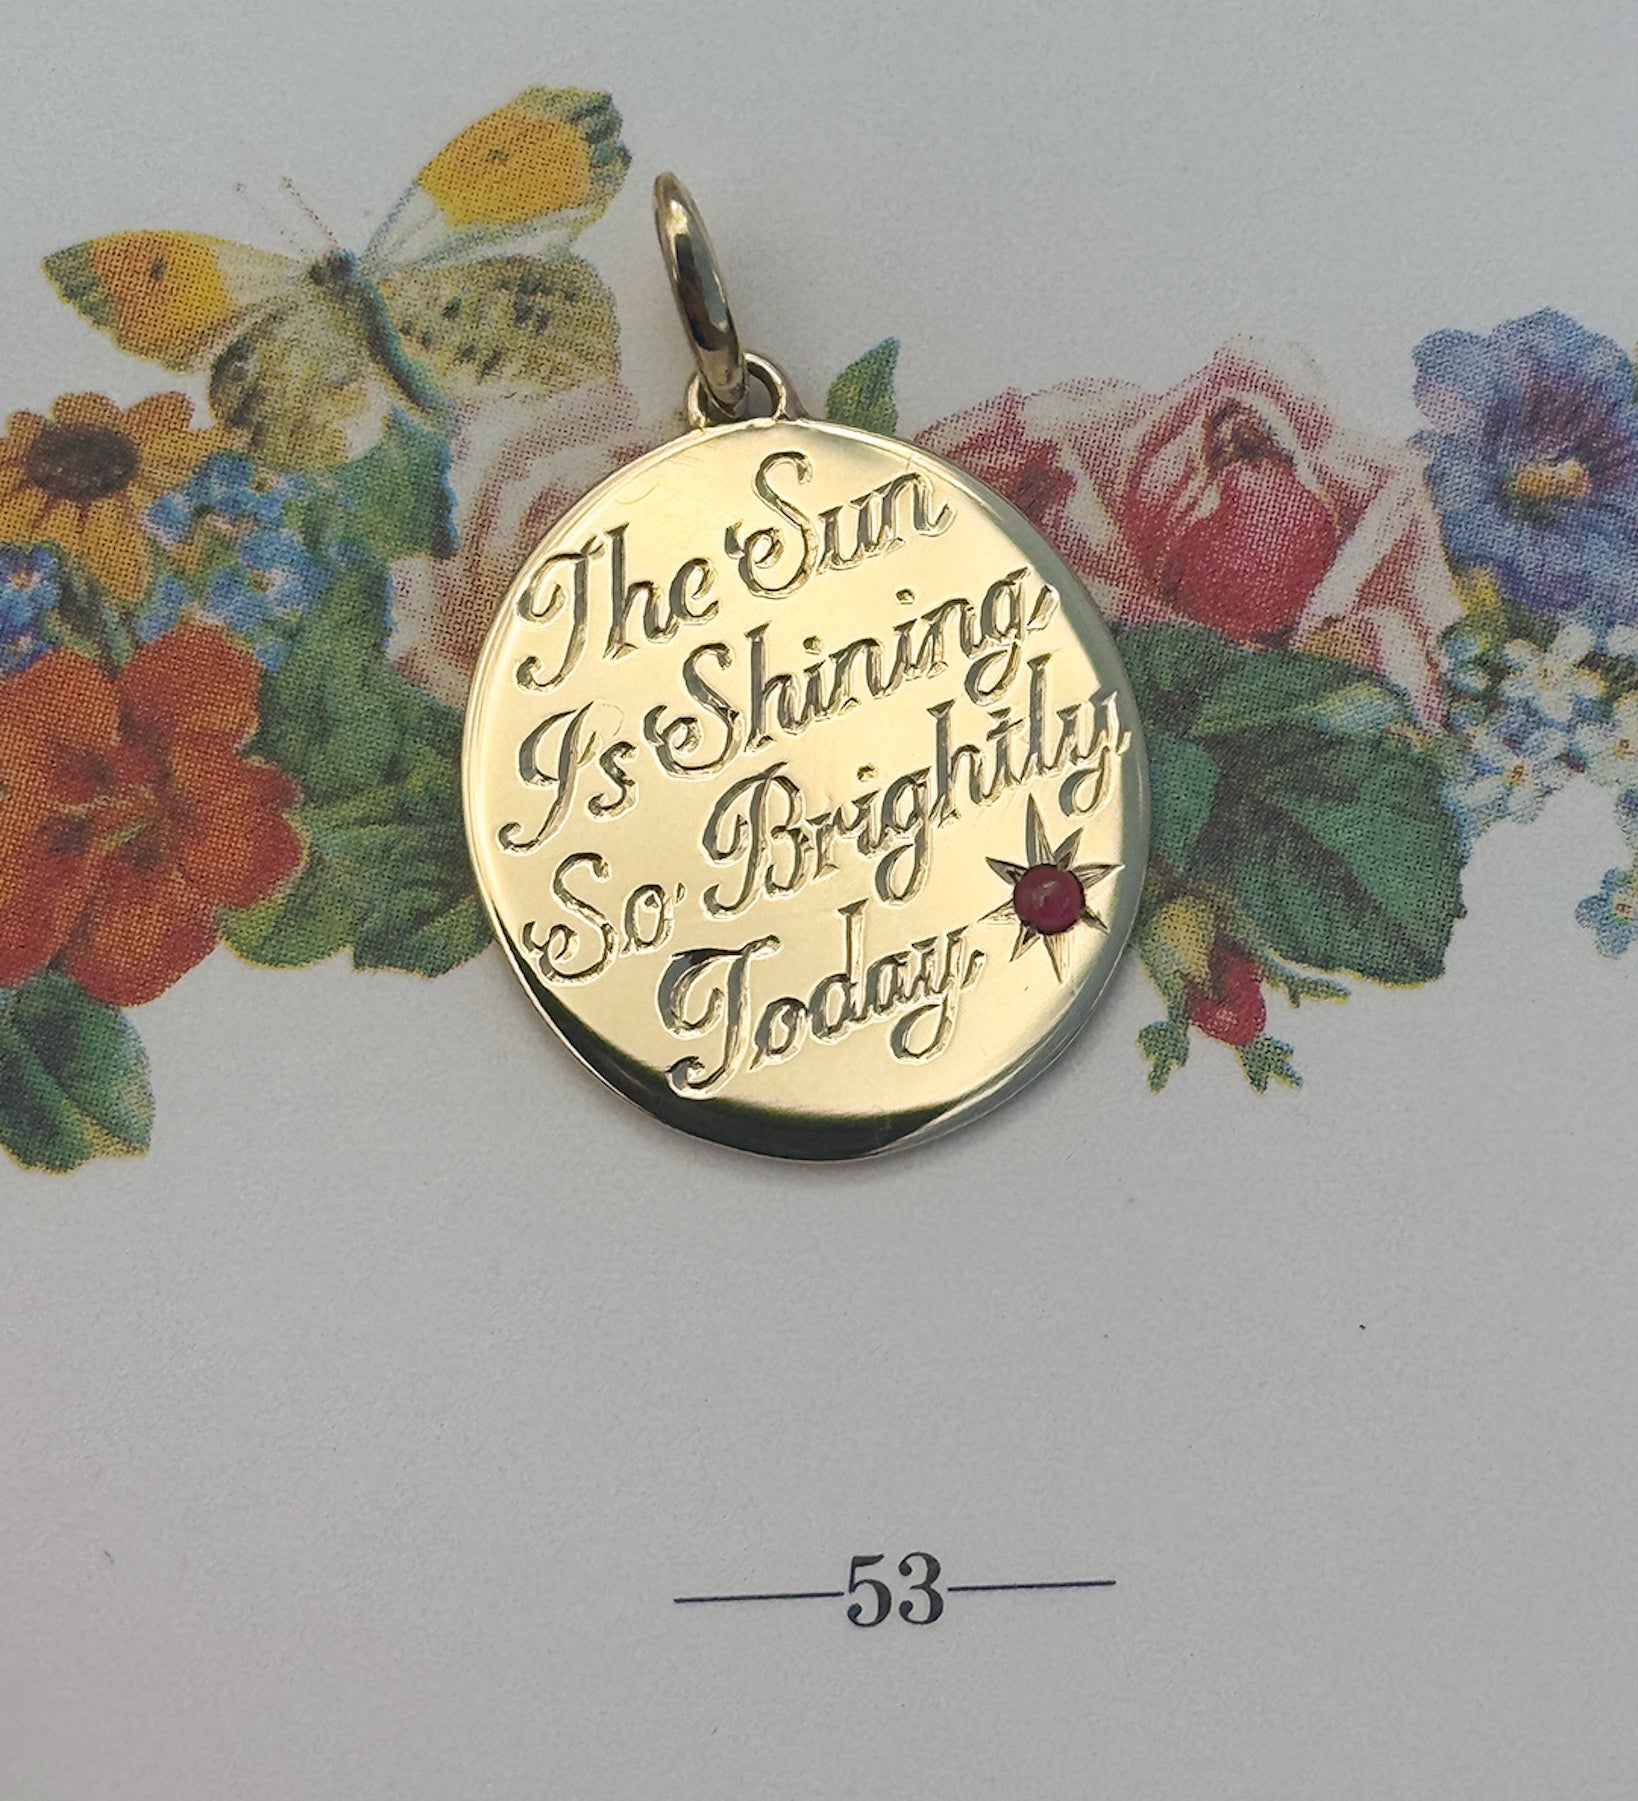 The Sun
Is Shining
So Brightly
Today
53